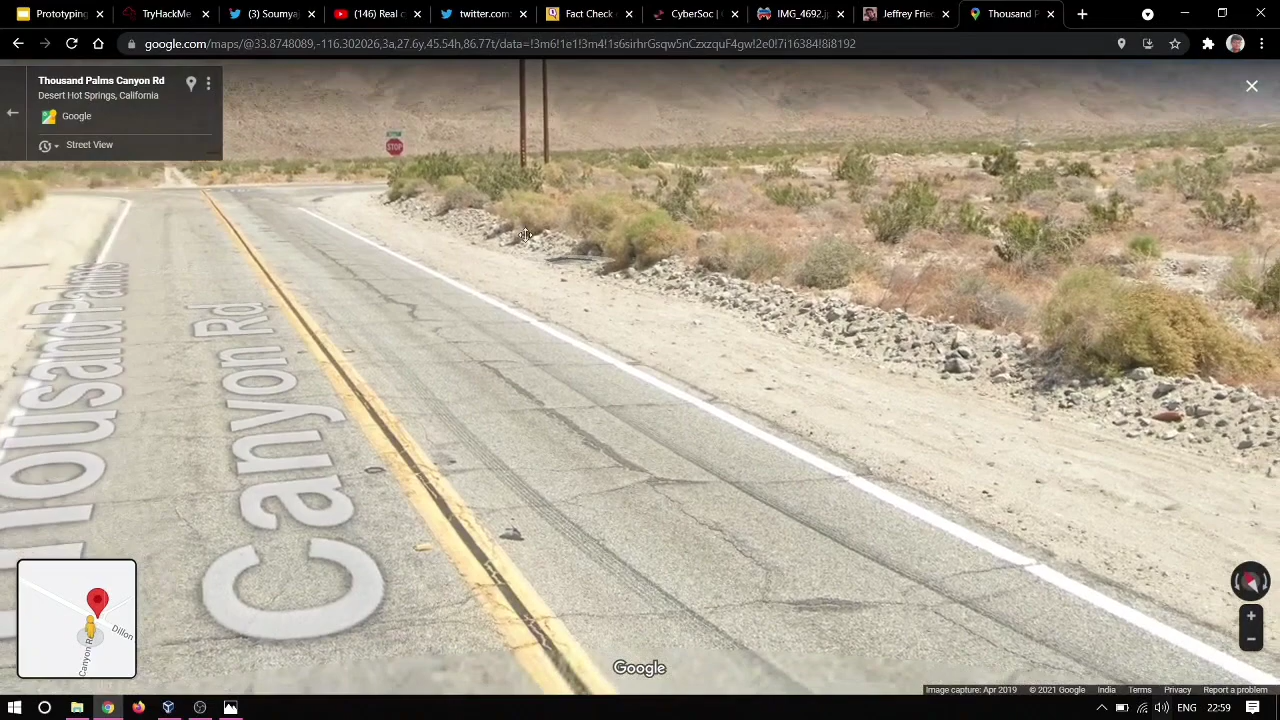 Prototyping
TryHackMe
(3) Soumya
(146) Real c
twitter.com
Fact Check
CyberSoc |
IMG_4692.j
Jeffrey Frie
Thousand P
google.com/maps/@33.8748089,-116.302026,3a,27.6y,45.54h,86.77t/data=!3m6!1e1!3m4!1s6sirhrGsqw5nCzxzquF4gw!2e0!7i16384!8i8192
Thousand Palms Canyon Rd
Desert Hot Springs, California
Google
Street View
STOP
Thousand Palms
Canyon Rd
Dillon
Canyon Rd
Google
Image capture: Apr 2019 © 2021 Google India Terms Privacy Report a problem
ENG 22:59